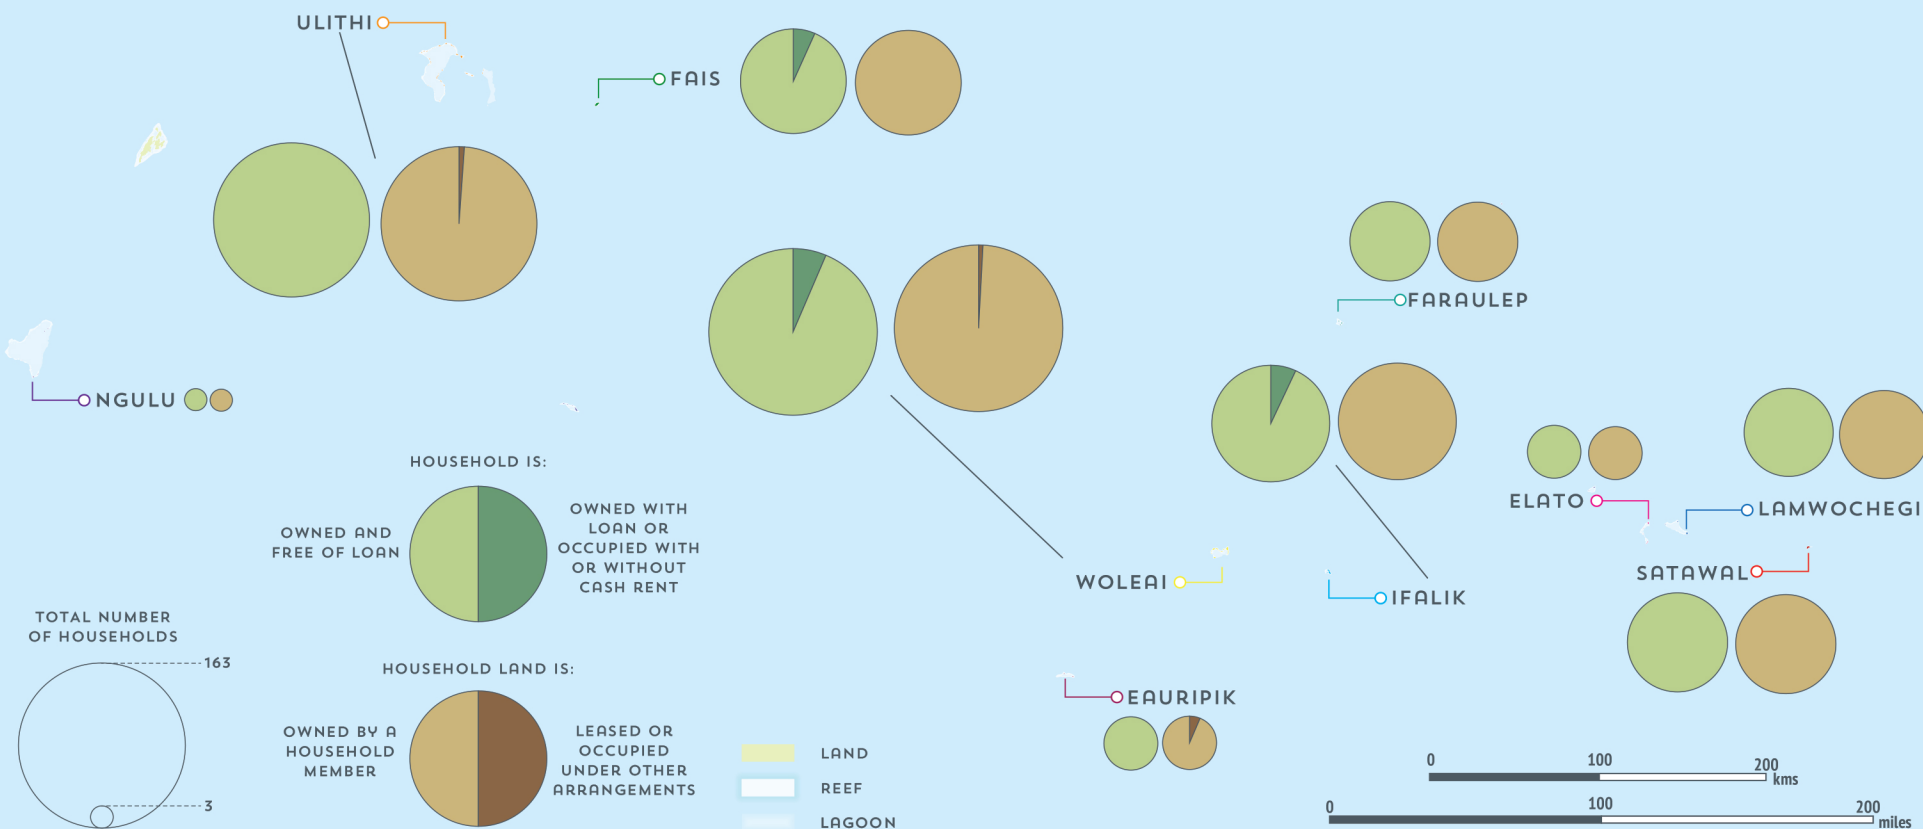 ULITHI
FAIS
FARAULEP
NGULU
HOUSEHOLD IS:
OWNED AND
FREE OF LOAN
OWNED WITH
LOAN OR
OCCUPIED WITH
OR WITHOUT
CASH RENT
ELATO
LAMWOCHEGI
SATAWAL
WOLEAI
IFALIK
TOTAL NUMBER
OF HOUSEHOLDS
163
3
HOUSEHOLD LAND IS:
OWNED BY A
HOUSEHOLD
MEMBER
LEASED OR
OCCUPIED
UNDER OTHER
ARRANGEMENTS
EAURIPIK
LAND
REEF
LAGOON
0 100 200 kms
0 100 200 miles